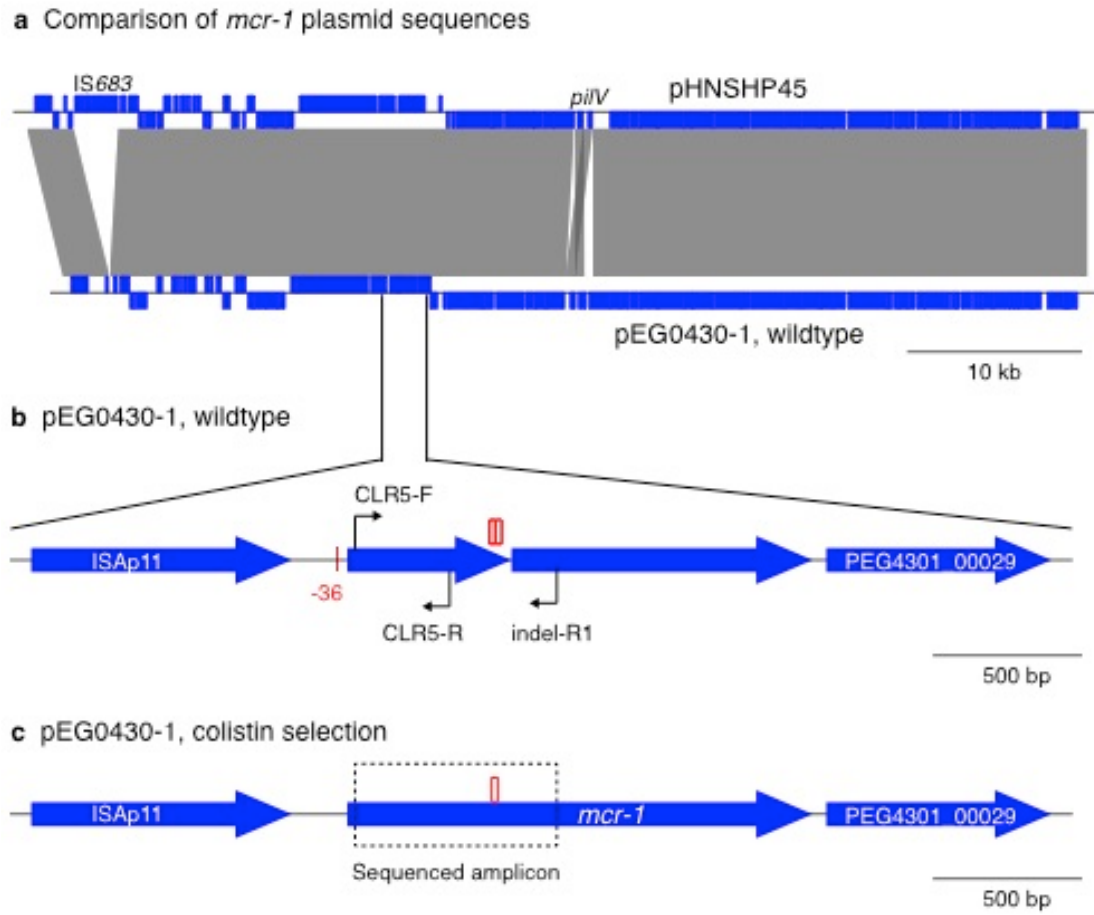 a Comparison of mcr-1 plasmid sequences
IS683
pilV
pHNSHP45
pEG0430-1, wildtype
10 kb
b pEG0430-1, wildtype
CLR5-F
ISAp11
PEG4301_00029
-36
CLR5-R
indel-R1
500 bp
c pEG0430-1, colistin selection
ISAp11
mcr-1
PEG4301_00029
Sequenced amplicon
500 bp